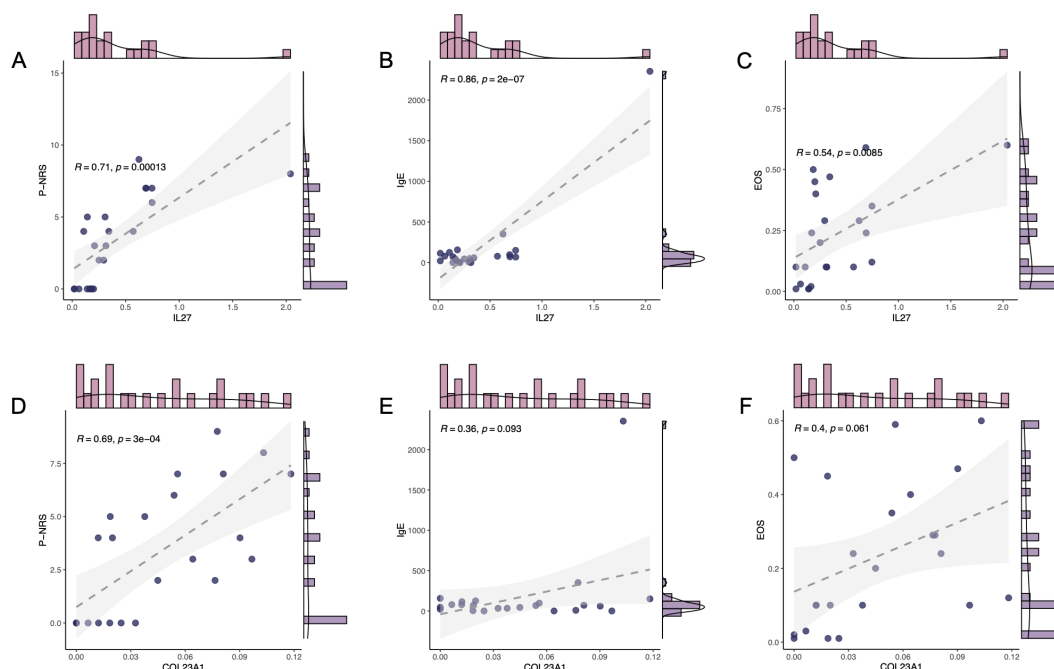 A
R = 0.71, p = 0.00013
P-NRS
15
10
5
0
0.0 0.5 1.0 1.5 2.0
IL27
B
R = 0.86, p = 2e-07
IgE
2000
1500
1000
500
0
0.0 0.5 1.0 1.5 2.0
IL27
C
R = 0.54, p = 0.0085
EOS
0.75
0.50
0.25
0.00
0.0 0.5 1.0 1.5 2.0
IL27
D
R = 0.69, p = 3e-04
P-NRS
7.5
5.0
2.5
0.0
0.00 0.03 0.06 0.09 0.12
COL23A1
E
R = 0.36, p = 0.093
IgE
2000
1500
1000
500
0
0.00 0.03 0.06 0.09 0.12
COL23A1
F
R = 0.4, p = 0.061
EOS
0.6
0.4
0.2
0.0
0.00 0.03 0.06 0.09 0.12
COL23A1